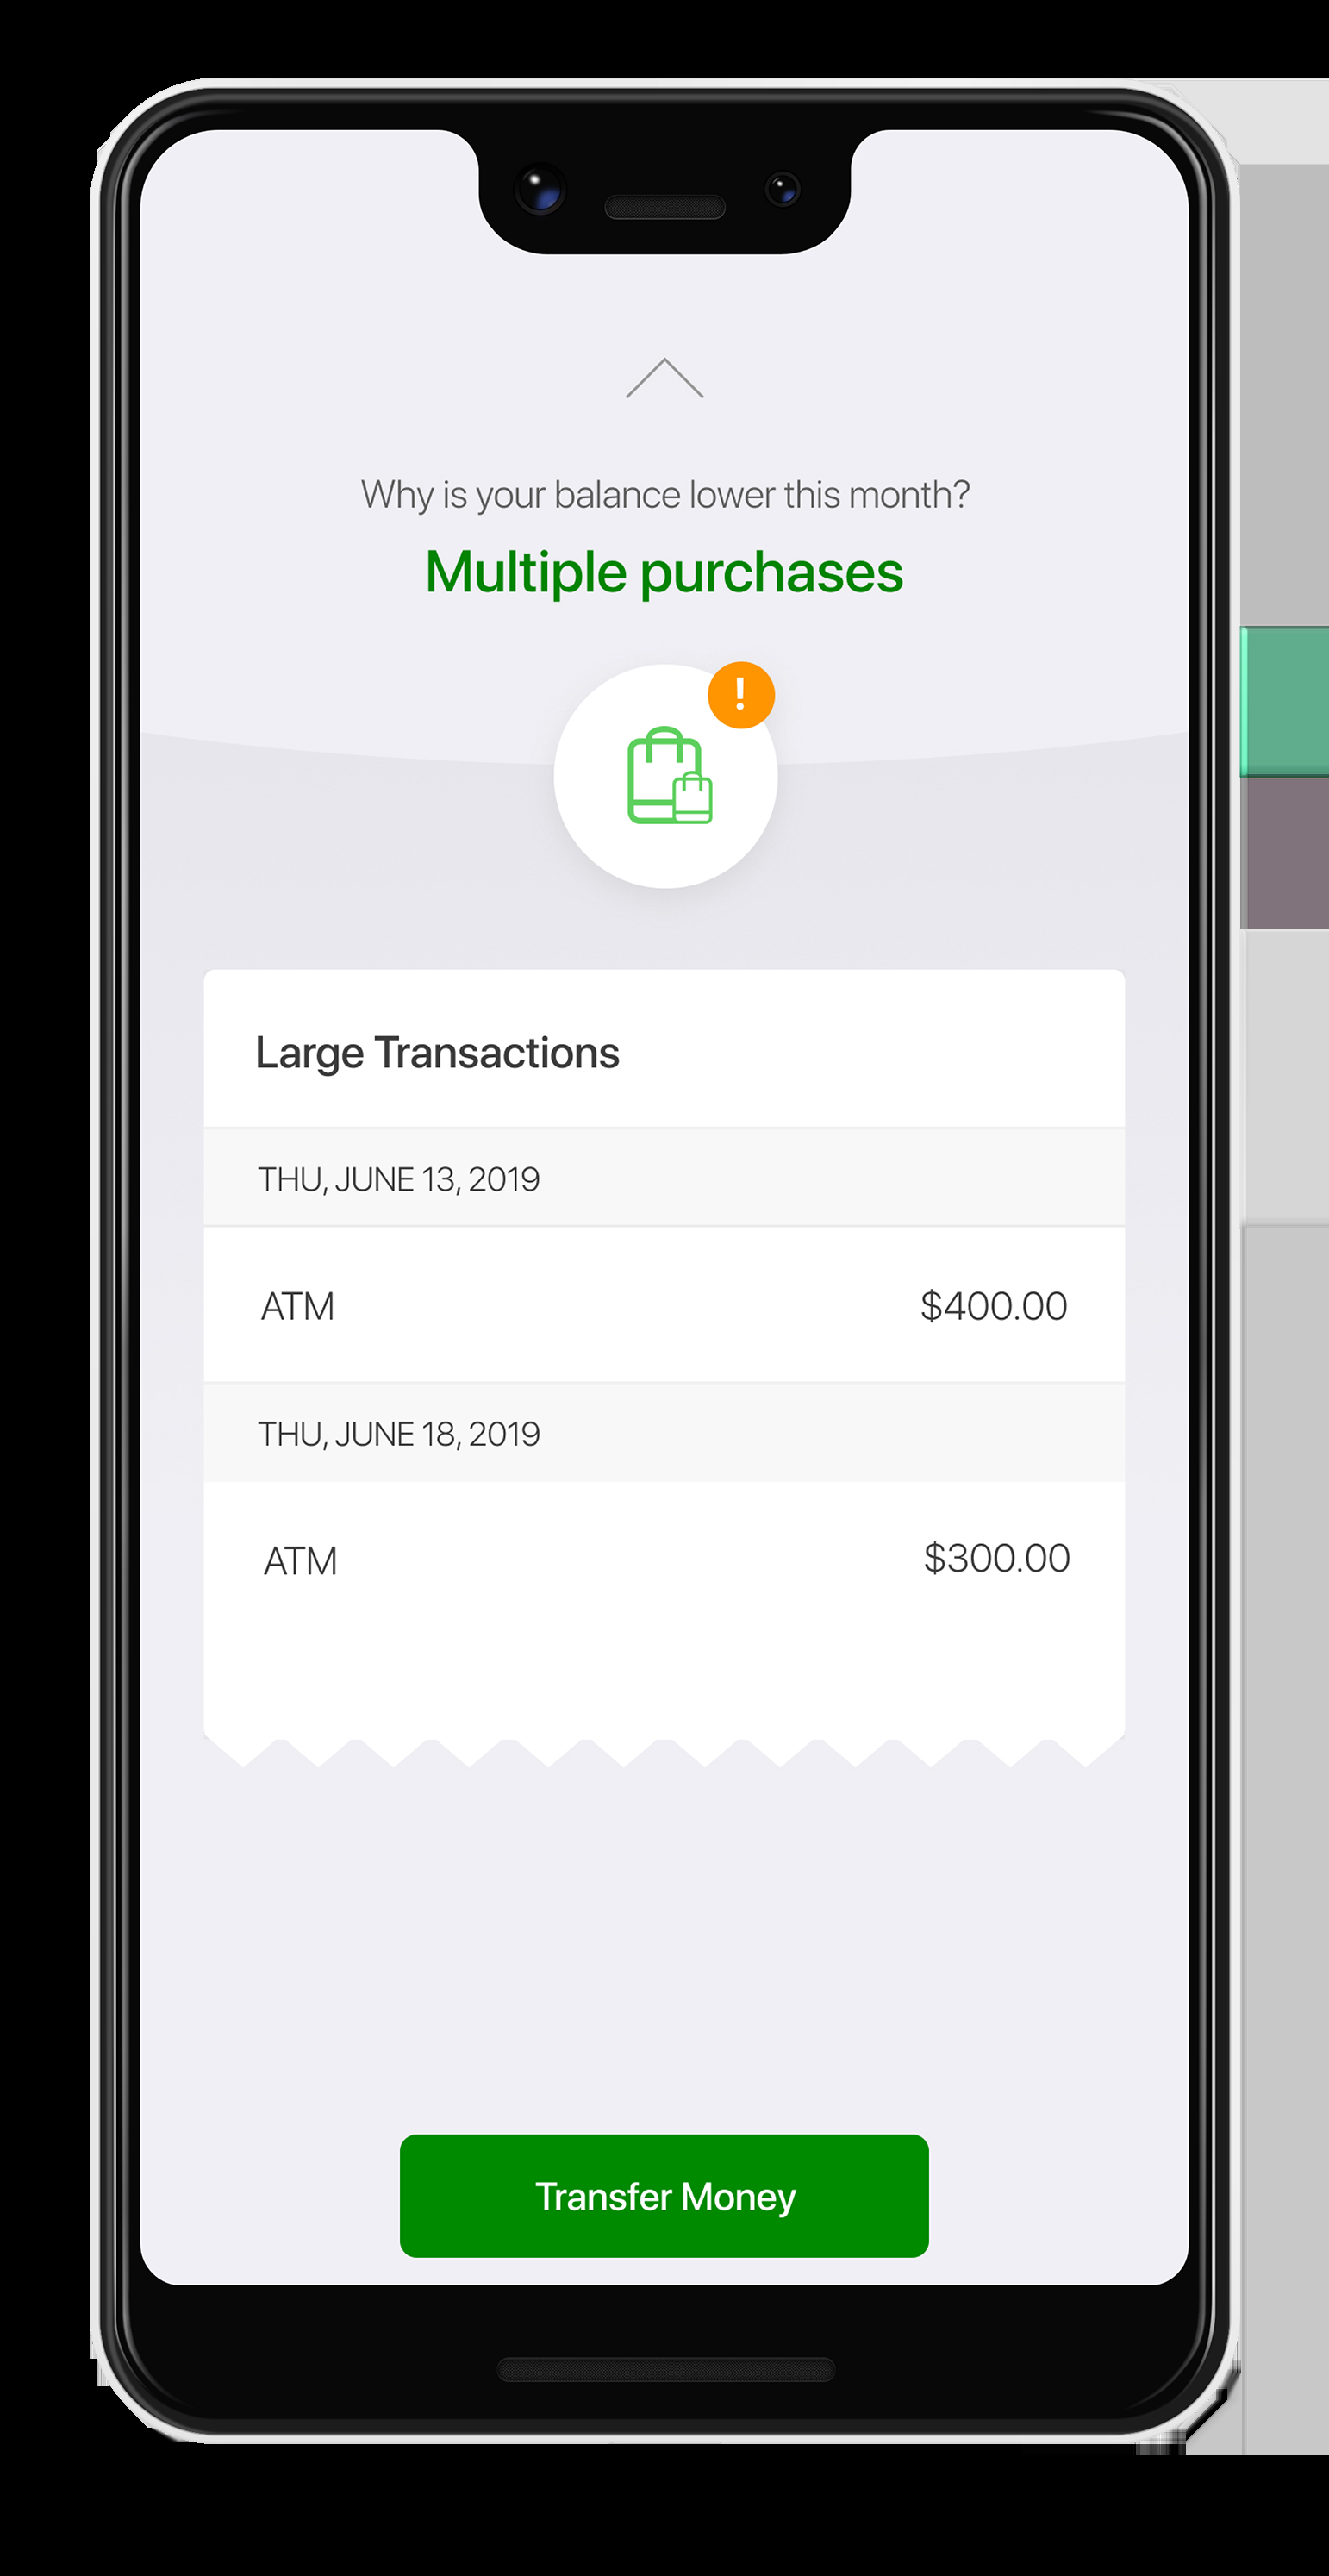 Why is your balance lower this month?
Multiple purchases
!
Large Transactions
THU, JUNE 13, 2019
ATM $400.00
THU, JUNE 18, 2019
ATM $300.00
Transfer Money